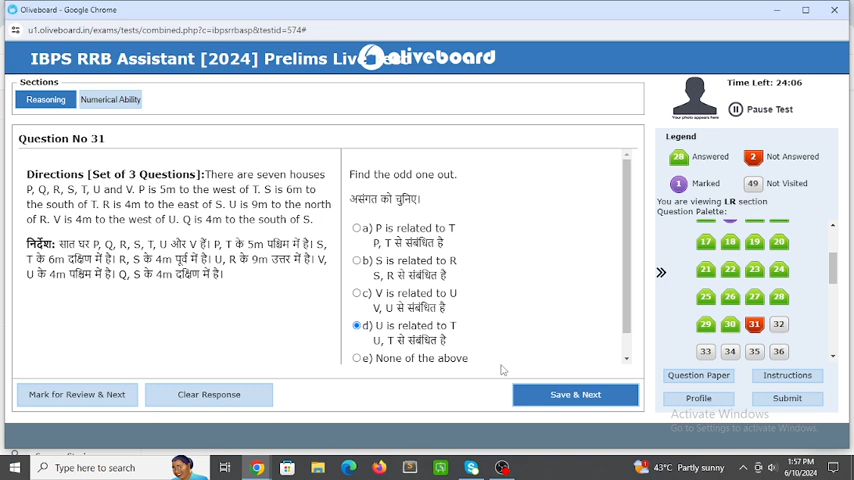 Oliveboard - Google Chrome
u1.oliveboard.in/exams/tests/combined.php?c=ibpsrrbasp&testid=574#
IBPS RRB Assistant [2024] Prelims Live
oliveboard
Sections
Reasoning
Numerical Ability
Question No 31
Directions [Set of 3 Questions]:There are seven houses
P, Q, R, S, T, U and V. P is 5m to the west of T. S is 6m to
the south of T. R is 4m to the east of S. U is 9m to the north
of R. V is 4m to the west of U. Q is 4m to the south of S.
निर्देश: सात घर P, Q, R, S, T, U और V हैं। P, T के 5m पश्चिम में है। S,
T के 6m दक्षिण में है। R, S के 4m पूर्व में है। U, R के 9m उत्तर में है। V,
U के 4m पश्चिम में है। Q, S के 4m दक्षिण में है।
Find the odd one out.
असंगत को चुनिए।
a) P is related to T
P, T से संबंधित है
b) S is related to R
S, R से संबंधित है
c) V is related to U
V, U से संबंधित है
d) U is related to T
U, T से संबंधित है
e) None of the above
Mark for Review & Next
Clear Response
Save & Next
Your photo appears here
Time Left: 24:06
Pause Test
Legend
28 Answered
2 Not Answered
1 Marked
49 Not Visited
You are viewing LR section
Question Palette:
17 18 19 20
21 22 23 24
25 26 27 28
29 30 31 32
33 34 35 36
Question Paper
Instructions
Profile
Submit
Activate Windows
Go to Settings to activate Windows.
Type here to search
43°C Partly sunny
1:57 PM
6/10/2024